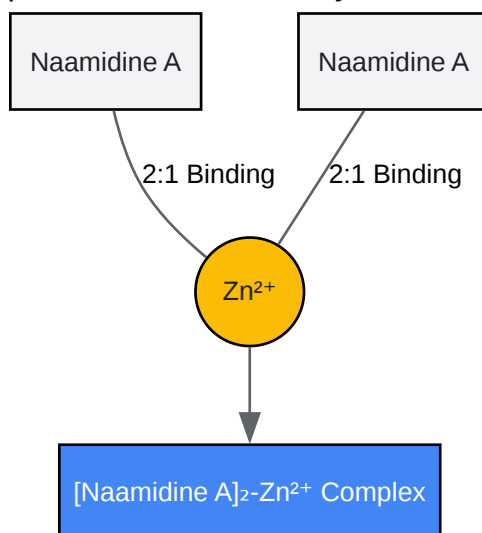 Naamidine A
Naamidine A
2:1 Binding
2:1 Binding
Zn²⁺
[Naamidine A]₂-Zn²⁺ Complex